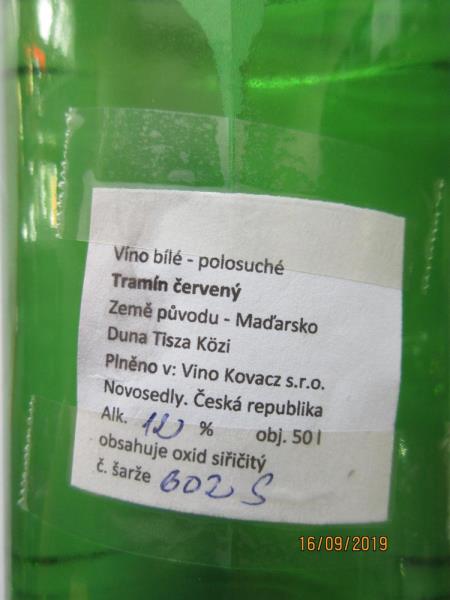 Víno bílé - polosuché
Tramín červený
Země původu - Maďarsko
Duna Tisza Közi
Plněno v: Vino Kovacz s.r.o.
Novosedly. Česká republika
Alk. 12 % obj. 50 l
obsahuje oxid siřičitý
č. šarže 602 S
16/09/2019